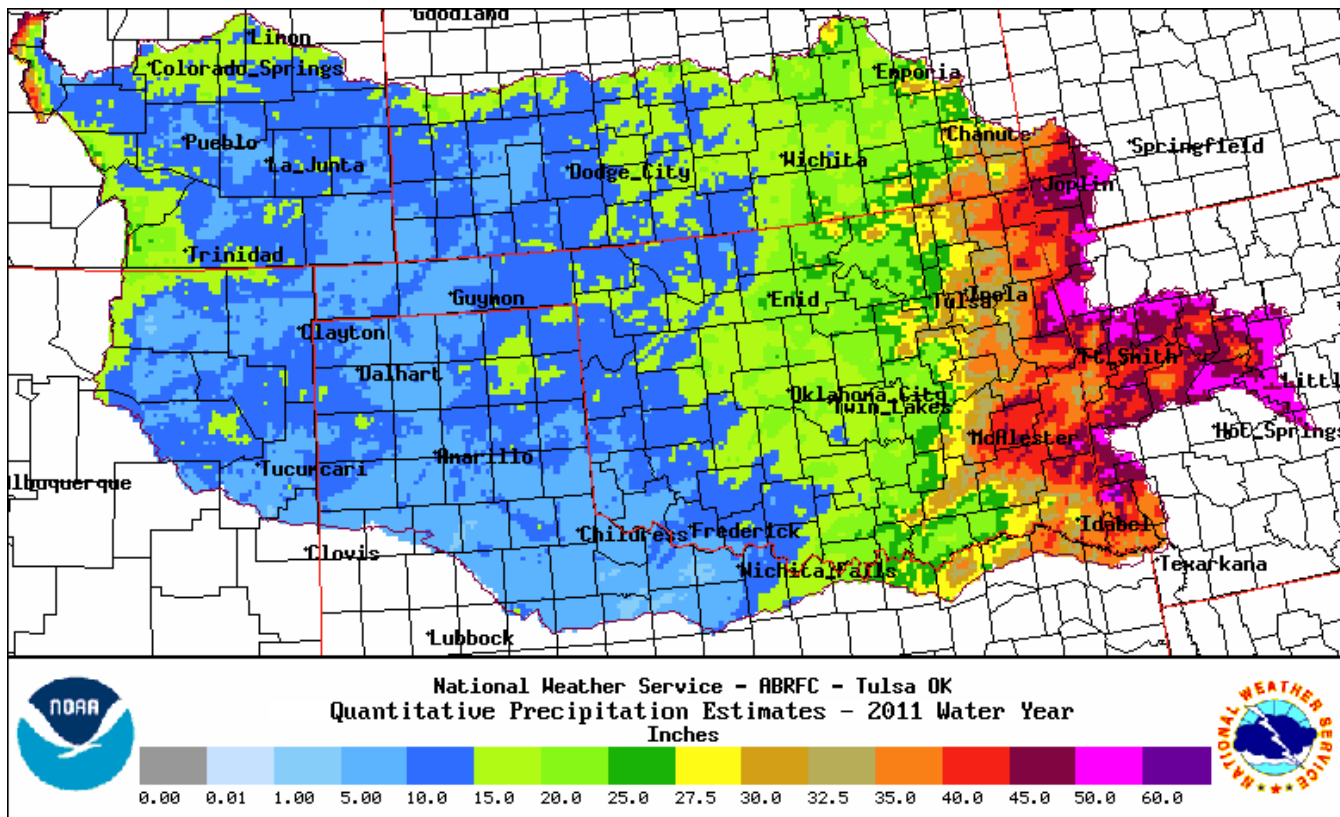 Goodland
Limon
Colorado_Springs
Emporia
Chanute
Springfield
Pueblo
La_Junta
Dodge_City
Wichita
Joplin
Trinidad
Guymon
Enid
Tulsa
Inola
Clayton
Dalhart
Ft_Smith
Littl
Oklahoma_City
Twin_Lakes
McAlester
Hot_Springs
Tucumcari
Amarillo
lbuquerque
Clovis
Childress
Frederick
Idabel
Wichita_Falls
Texarkana
Lubbock
NOAA
National Weather Service - ABRFC - Tulsa OK
Quantitative Precipitation Estimates - 2011 Water Year
Inches
0.00 0.01 1.00 5.00 10.0 15.0 20.0 25.0 27.5 30.0 32.5 35.0 40.0 45.0 50.0 60.0
NATIONAL WEATHER SERVICE